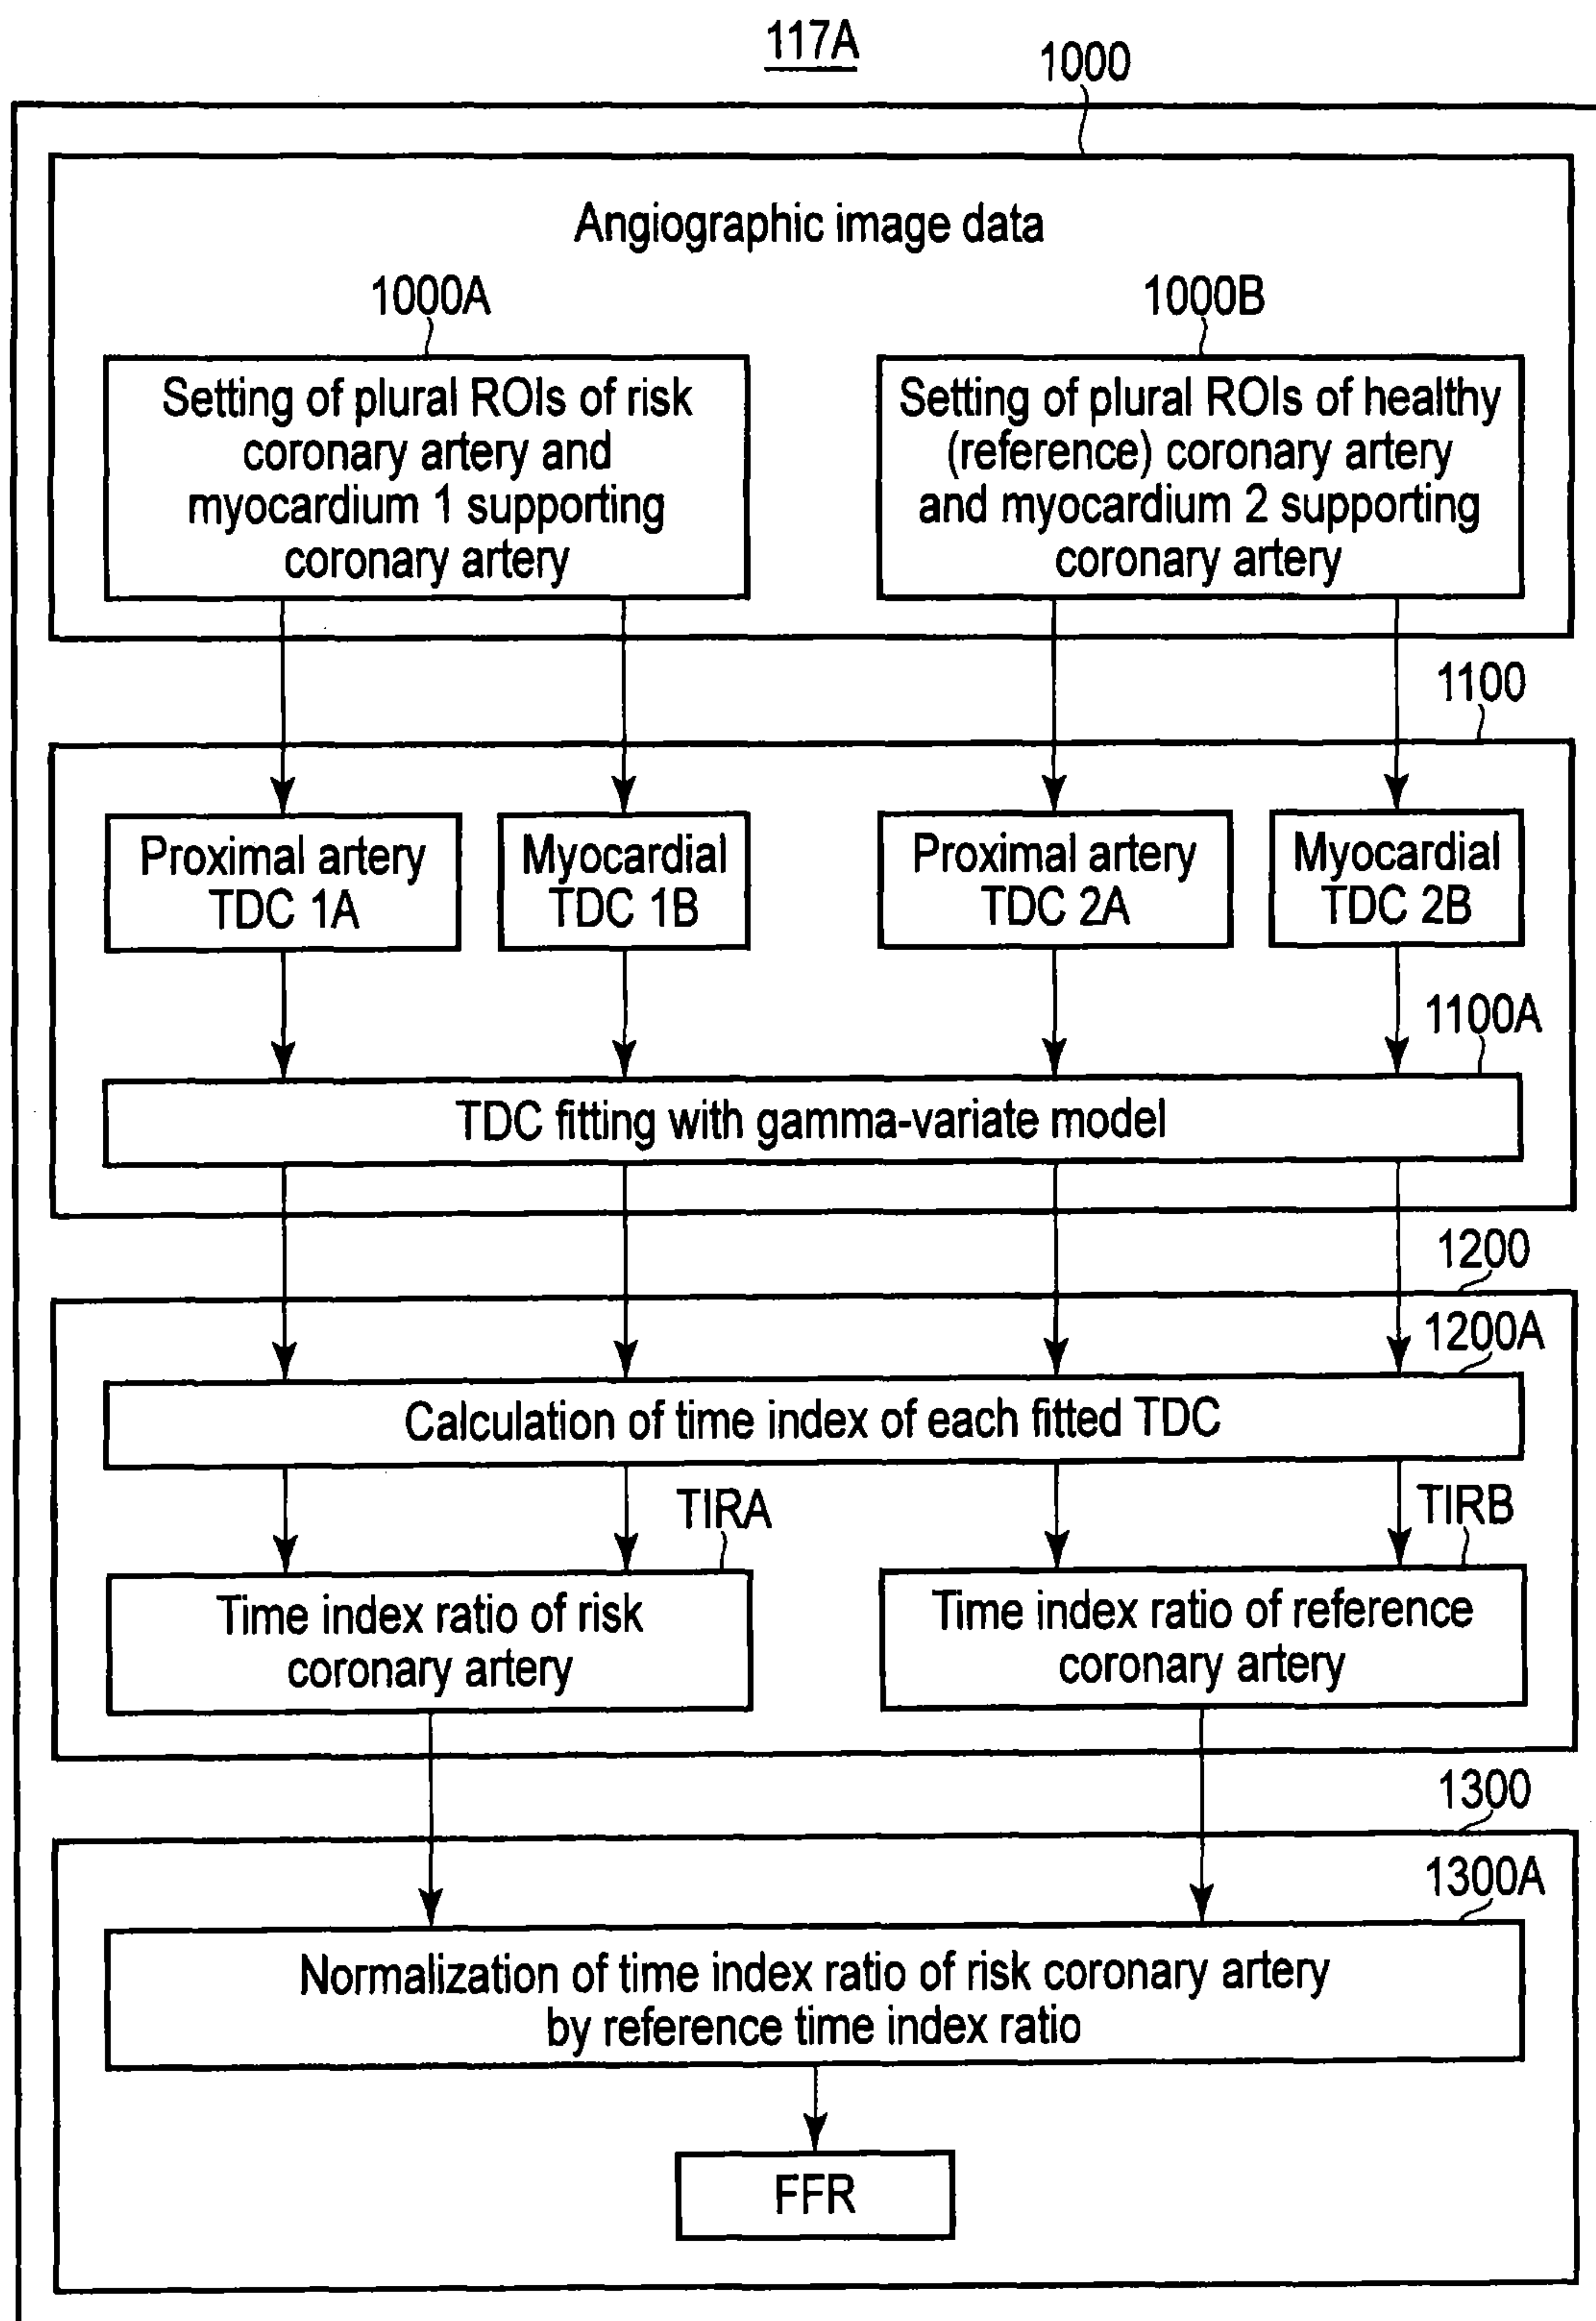 117A
1000
Angiographic image data
1000A
1000B
Setting of plural ROIs of risk
coronary artery and
myocardium 1 supporting
coronary artery
Setting of plural ROIs of healthy
(reference) coronary artery
and myocardium 2 supporting
coronary artery
1100
Proximal artery
TDC 1A
Myocardial
TDC 1B
Proximal artery
TDC 2A
Myocardial
TDC 2B
1100A
TDC fitting with gamma-variate model
1200
1200A
Calculation of time index of each fitted TDC
TIRA
TIRB
Time index ratio of risk
coronary artery
Time index ratio of reference
coronary artery
1300
1300A
Normalization of time index ratio of risk coronary artery
by reference time index ratio
FFR